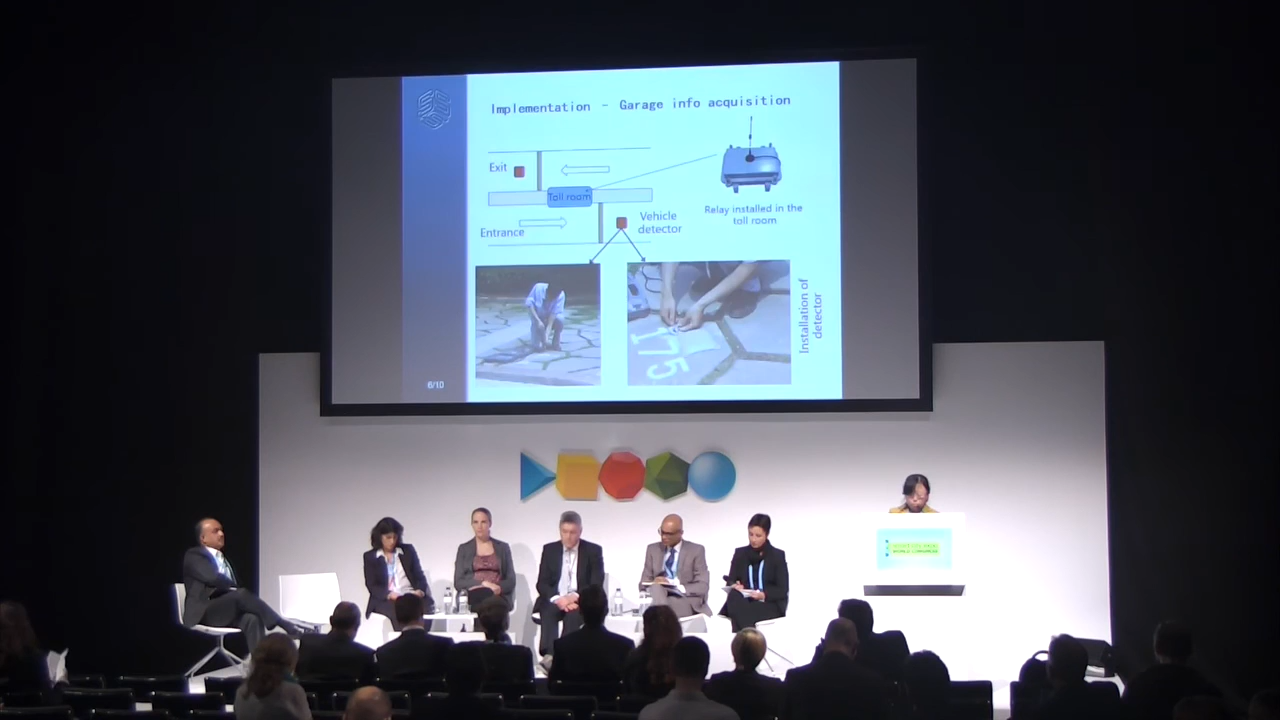 Implementation - Garage info acquisition
Exit
Toll room
Entrance
Vehicle
detector
Relay installed in the
toll room
Installation of
detector
175
6/10